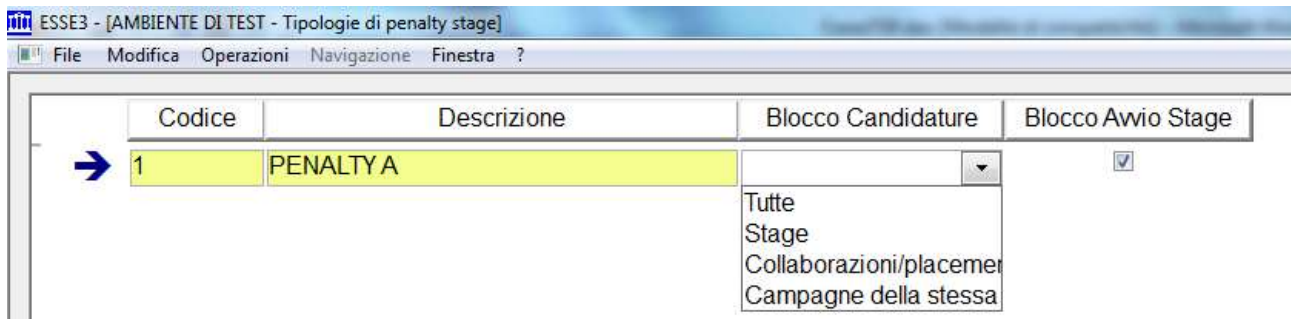 ESSE3 - [AMBIENTE DI TEST - Tipologie di penalty stage]
File Modifica Operazioni Navigazione Finestra ?
Codice Descrizione Blocco Candidature Blocco Avvio Stage
1 PENALTY A
Tutte
Stage
Collaborazioni/placemen
Campagne della stessa